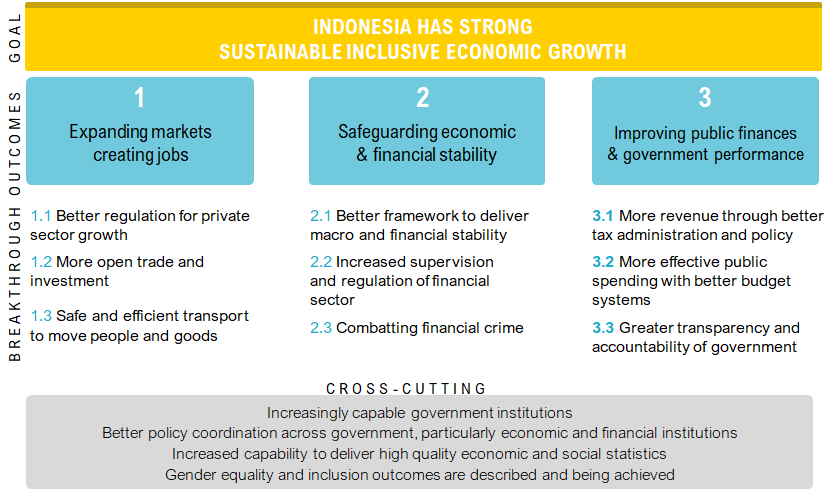 GOAL
INDONESIA HAS STRONG
SUSTAINABLE INCLUSIVE ECONOMIC GROWTH
BREAKTHROUGH OUTCOMES
1
Expanding markets
creating jobs
1.1 Better regulation for private
sector growth
1.2 More open trade and
investment
1.3 Safe and efficient transport
to move people and goods
2
Safeguarding economic
& financial stability
2.1 Better framework to deliver
macro and financial stability
2.2 Increased supervision
and regulation of financial
sector
2.3 Combatting financial crime
3
Improving public finances
& government performance
3.1 More revenue through better
tax administration and policy
3.2 More effective public
spending with better budget
systems
3.3 Greater transparency and
accountability of government
CROSS-CUTTING
Increasingly capable government institutions
Better policy coordination across government, particularly economic and financial institutions
Increased capability to deliver high quality economic and social statistics
Gender equality and inclusion outcomes are described and being achieved